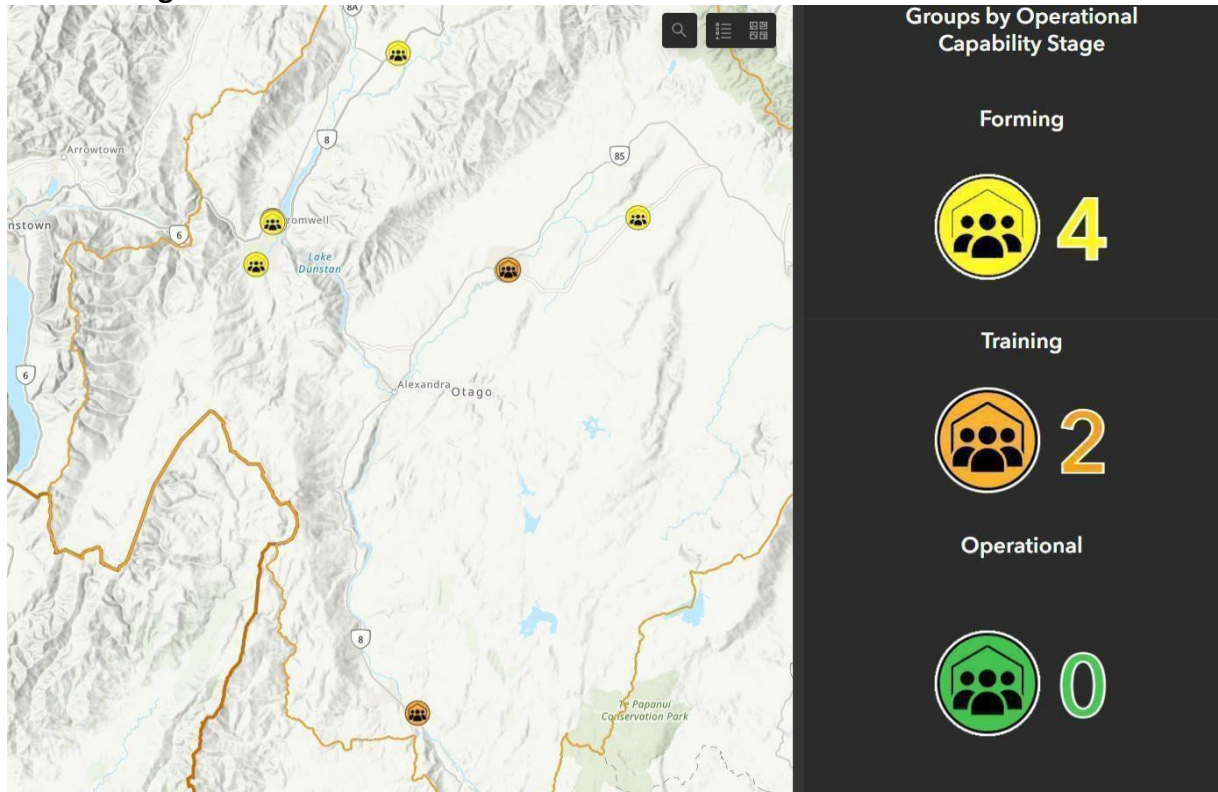 8A
Groups by Operational
Capability Stage
Forming
4
Training
2
Operational
0
8
Arrowtown
85
nstown
6
romwell
Lake
Dunstan
6
Alexandra
Otago
8
Te Papanui
Conservation Park